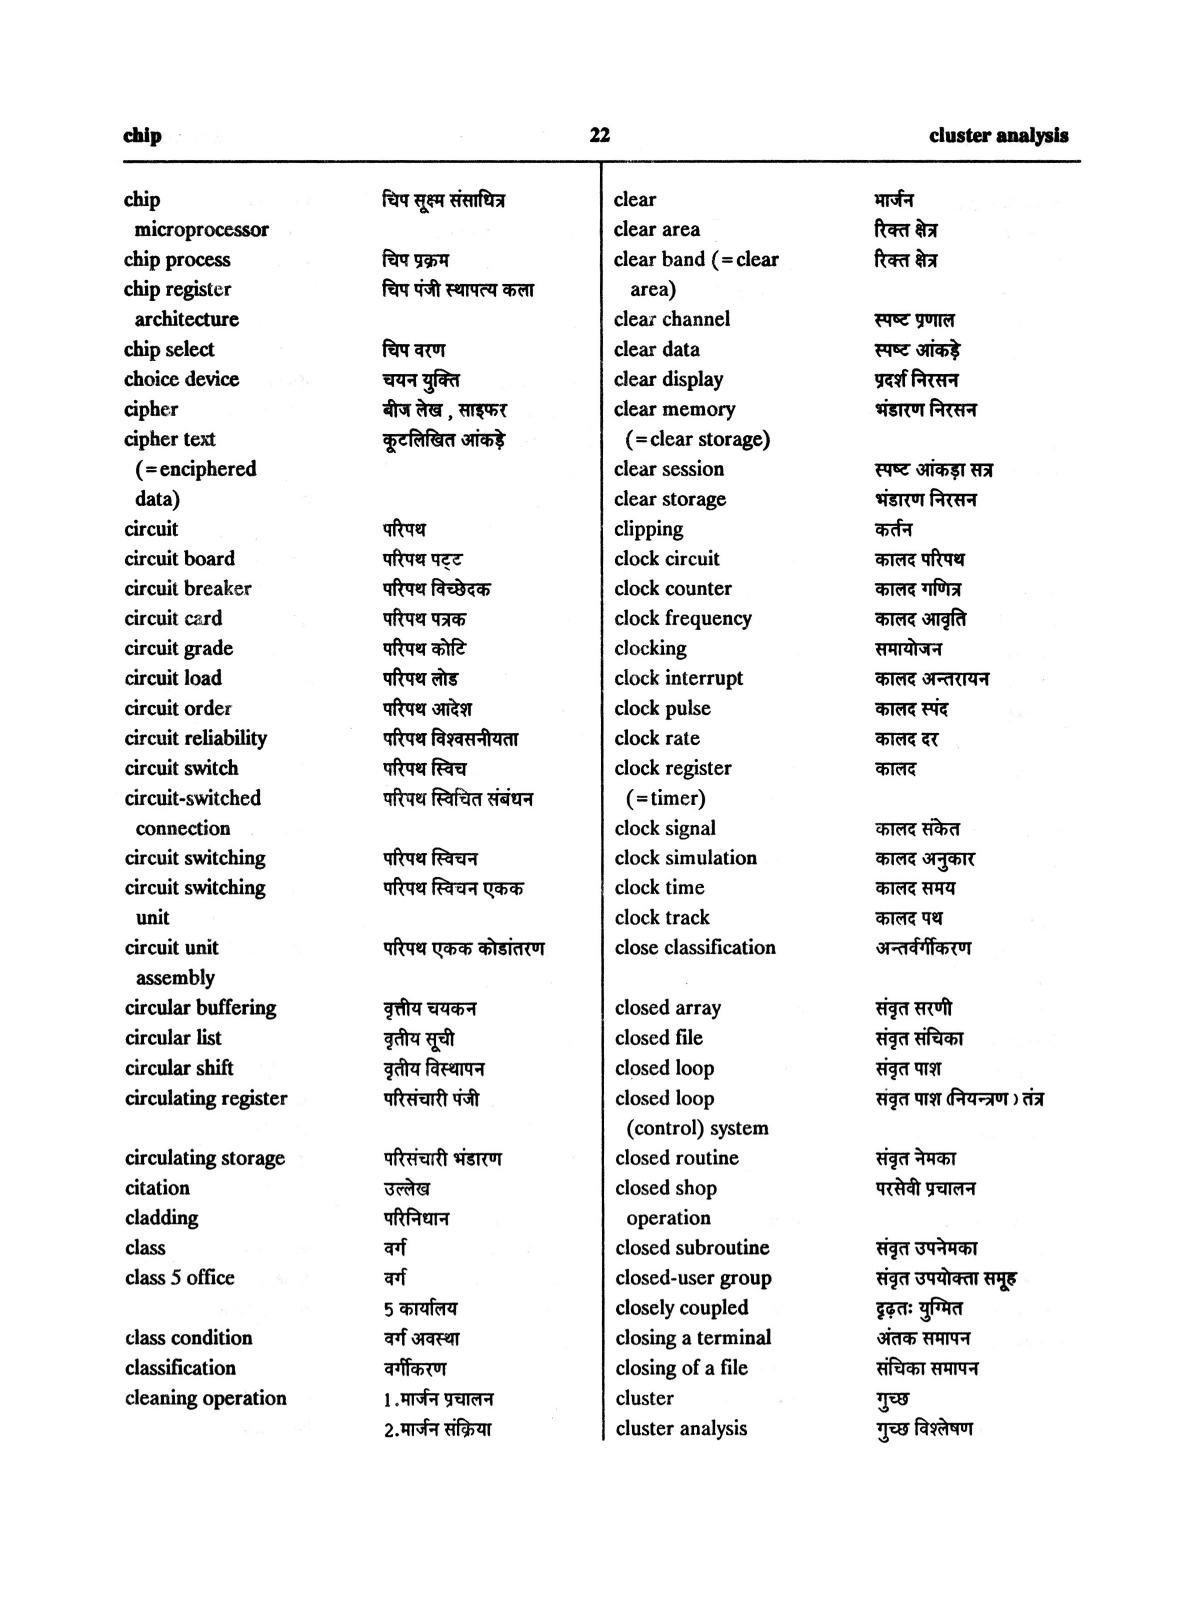 chip 22 cluster analysis
chip चिप सूक्ष्म संसाधित्र
microprocessor
chip process चिप प्रक्रम
chip register चिप पंजी स्थापत्य कला
architecture
chip select चिप वरण
choice device चयन युक्ति
cipher बीज लेख , साइफर
cipher text कूटलिखित आंकड़े
(=enciphered
data)
circuit परिपथ
circuit board परिपथ पट्ट
circuit breaker परिपथ विच्छेदक
circuit card परिपथ पत्रक
circuit grade परिपथ कोटि
circuit load परिपथ लोड
circuit order परिपथ आदेश
circuit reliability परिपथ विश्वसनीयता
circuit switch परिपथ स्विच
circuit-switched परिपथ स्विचित संबंधन
connection
circuit switching परिपथ स्विचन
circuit switching परिपथ स्विचन एकक
unit
circuit unit परिपथ एकक कोडांतरण
assembly
circular buffering वृत्तीय चयकन
circular list वृतीय सूची
circular shift वृतीय विस्थापन
circulating register परिसंचारी पंजी
circulating storage परिसंचारी भंडारण
citation उल्लेख
cladding परिनिधान
class वर्ग
class 5 office वर्ग
5 कार्यालय
class condition वर्ग अवस्था
classification वर्गीकरण
cleaning operation 1.मार्जन प्रचालन
2.मार्जन संक्रिया
clear मार्जन
clear area रिक्त क्षेत्र
clear band (=clear रिक्त क्षेत्र
area)
clear channel स्पष्ट प्रणाल
clear data स्पष्ट आंकड़े
clear display प्रदर्श निरसन
clear memory भंडारण निरसन
(=clear storage)
clear session स्पष्ट आंकड़ा सत्र
clear storage भंडारण निरसन
clipping कर्तन
clock circuit कालद परिपथ
clock counter कालद गणित्र
clock frequency कालद आवृति
clocking समायोजन
clock interrupt कालद अन्तरायन
clock pulse कालद स्पंद
clock rate कालद दर
clock register कालद
(=timer)
clock signal कालद संकेत
clock simulation कालद अनुकार
clock time कालद समय
clock track कालद पथ
close classification अन्तर्वर्गीकरण
closed array संवृत सरणी
closed file संवृत संचिका
closed loop संवृत पाश
closed loop संवृत पाश (नियन्त्रण) तंत्र
(control) system
closed routine संवृत नेमका
closed shop परसेवी प्रचालन
operation
closed subroutine संवृत उपनेमका
closed-user group संवृत उपयोक्ता समूह
closely coupled दृढ़तः युग्मित
closing a terminal अंतक समापन
closing of a file संचिका समापन
cluster गुच्छ
cluster analysis गुच्छ विश्लेषण